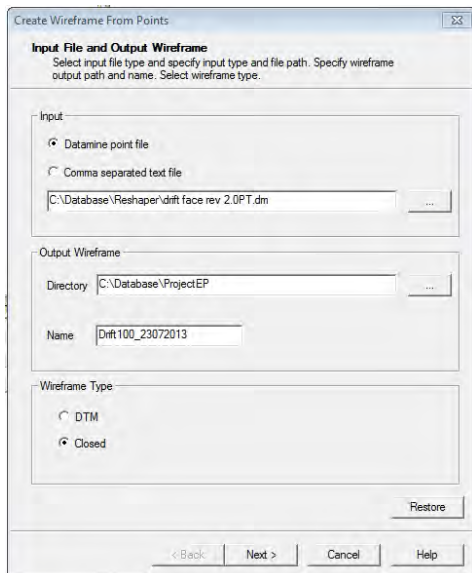 Create Wireframe From Points
Input File and Output Wireframe
Select input file type and specify input type and file path. Specify wireframe
output path and name. Select wireframe type.
Input
Datamine point file
Comma separated text file
C:\Database\Reshaper\drift face rev 2.0PT.dm
...
Output Wireframe
Directory C:\Database\ProjectEP
...
Name Drift100_23072013
Wireframe Type
DTM
Closed
Restore
< Back Next > Cancel Help